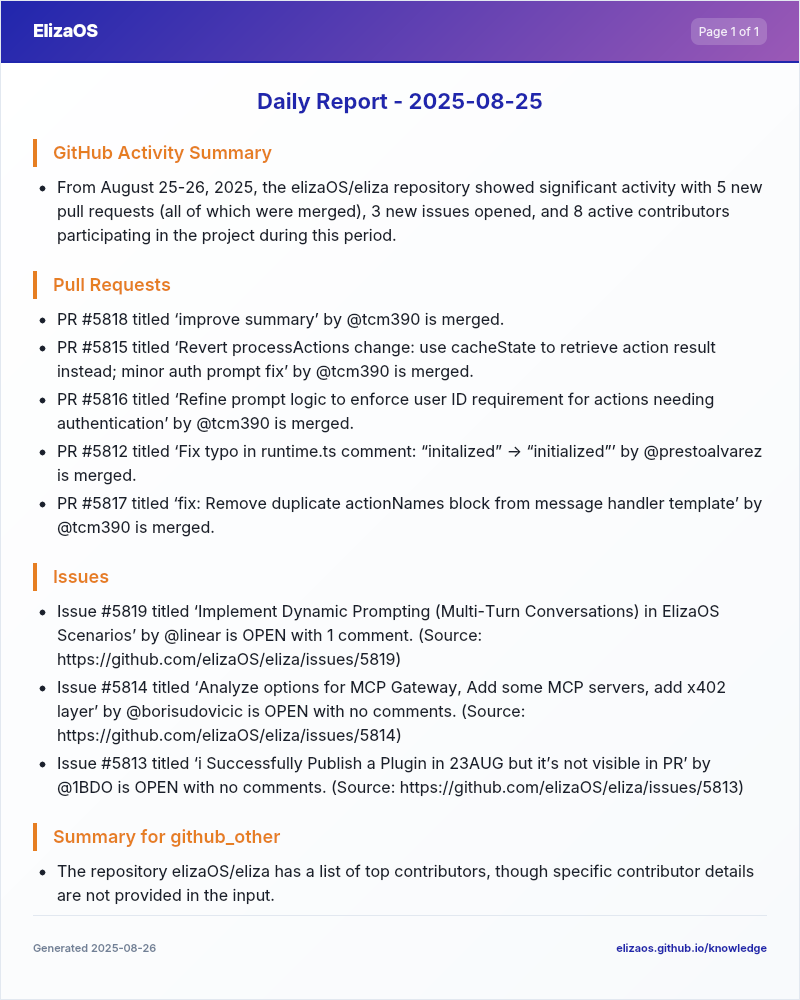 ElizaOS
Page 1 of 1
Daily Report - 2025-08-25
GitHub Activity Summary
• From August 25-26, 2025, the elizaOS/eliza repository showed significant activity with 5 new
pull requests (all of which were merged), 3 new issues opened, and 8 active contributors
participating in the project during this period.
Pull Requests
• PR #5818 titled ‘improve summary’ by @tcm390 is merged.
• PR #5815 titled ‘Revert processActions change: use cacheState to retrieve action result
instead; minor auth prompt fix’ by @tcm390 is merged.
• PR #5816 titled ‘Refine prompt logic to enforce user ID requirement for actions needing
authentication’ by @tcm390 is merged.
• PR #5812 titled ‘Fix typo in runtime.ts comment: “initalized” → “initialized”’ by @prestoalvarez
is merged.
• PR #5817 titled ‘fix: Remove duplicate actionNames block from message handler template’ by
@tcm390 is merged.
Issues
• Issue #5819 titled ‘Implement Dynamic Prompting (Multi-Turn Conversations) in ElizaOS
Scenarios’ by @linear is OPEN with 1 comment. (Source:
https://github.com/elizaOS/eliza/issues/5819)
• Issue #5814 titled ‘Analyze options for MCP Gateway, Add some MCP servers, add x402
layer’ by @borisudovicic is OPEN with no comments. (Source:
https://github.com/elizaOS/eliza/issues/5814)
• Issue #5813 titled ‘i Successfully Publish a Plugin in 23AUG but it’s not visible in PR’ by
@1BDO is OPEN with no comments. (Source: https://github.com/elizaOS/eliza/issues/5813)
Summary for github_other
• The repository elizaOS/eliza has a list of top contributors, though specific contributor details
are not provided in the input.
Generated 2025-08-26
elizaos.github.io/knowledge